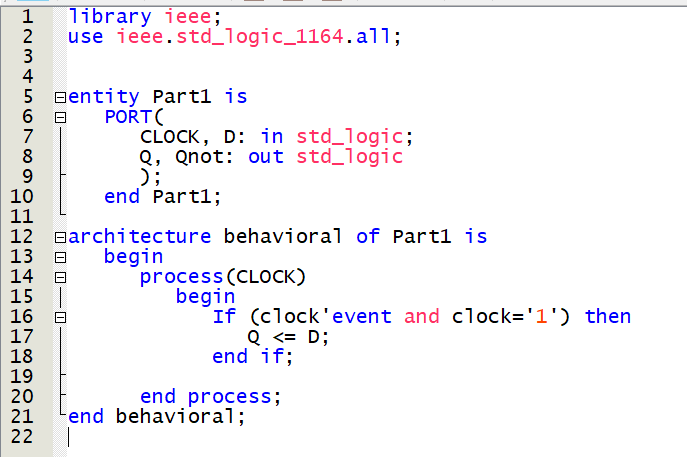 1 library ieee;
2 use ieee.std_logic_1164.all;
3
4
5 entity Part1 is
6 PORT(
7 CLOCK, D: in std_logic;
8 Q, Qnot: out std_logic
9 );
10 end Part1;
11
12 architecture behavioral of Part1 is
13 begin
14 process(CLOCK)
15 begin
16 If (clock'event and clock='1') then
17 Q <= D;
18 end if;
19
20 end process;
21 end behavioral;
22